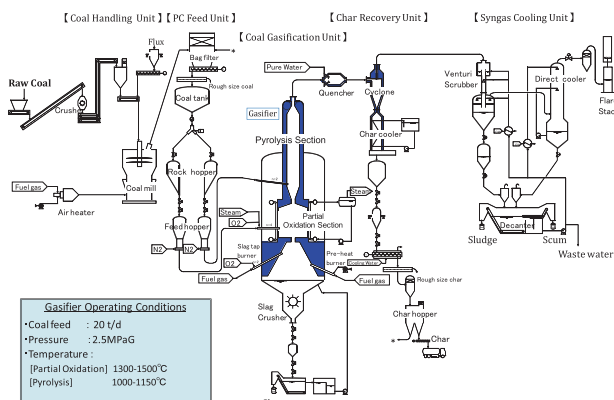 【 Coal Handling Unit 】
【 PC Feed Unit 】
【 Coal Gasification Unit 】
【 Char Recovery Unit 】
【 Syngas Cooling Unit 】
Flux
Bag filter
*
Raw Coal
Crusher
Rough size coal
Coal tank
Rock hopper
Coal mill
Fuel gas
Air heater
Feed hopper
N2
N2
Pure Water
Quencher
Cyclone
Gasifier
Pyrolysis Section
Char cooler
Steam
Partial
Oxidation Section
Steam
O2
Slag tap
burner
O2
Fuel gas
Pre-heat
burner
Cooling Water
Fuel gas
Rough size char
Slag
Crusher
Char hopper
*
Char
Venturi
Scrubber
Direct cooler
Flare
Stac
Decanter
Sludge
Scum
Waste water
Gasifier Operating Conditions
・Coal feed : 20 t/d
・Pressure : 2.5MPaG
・Temperature :
[Partial Oxidation] 1300-1500℃
[Pyrolysis] 1000-1150℃